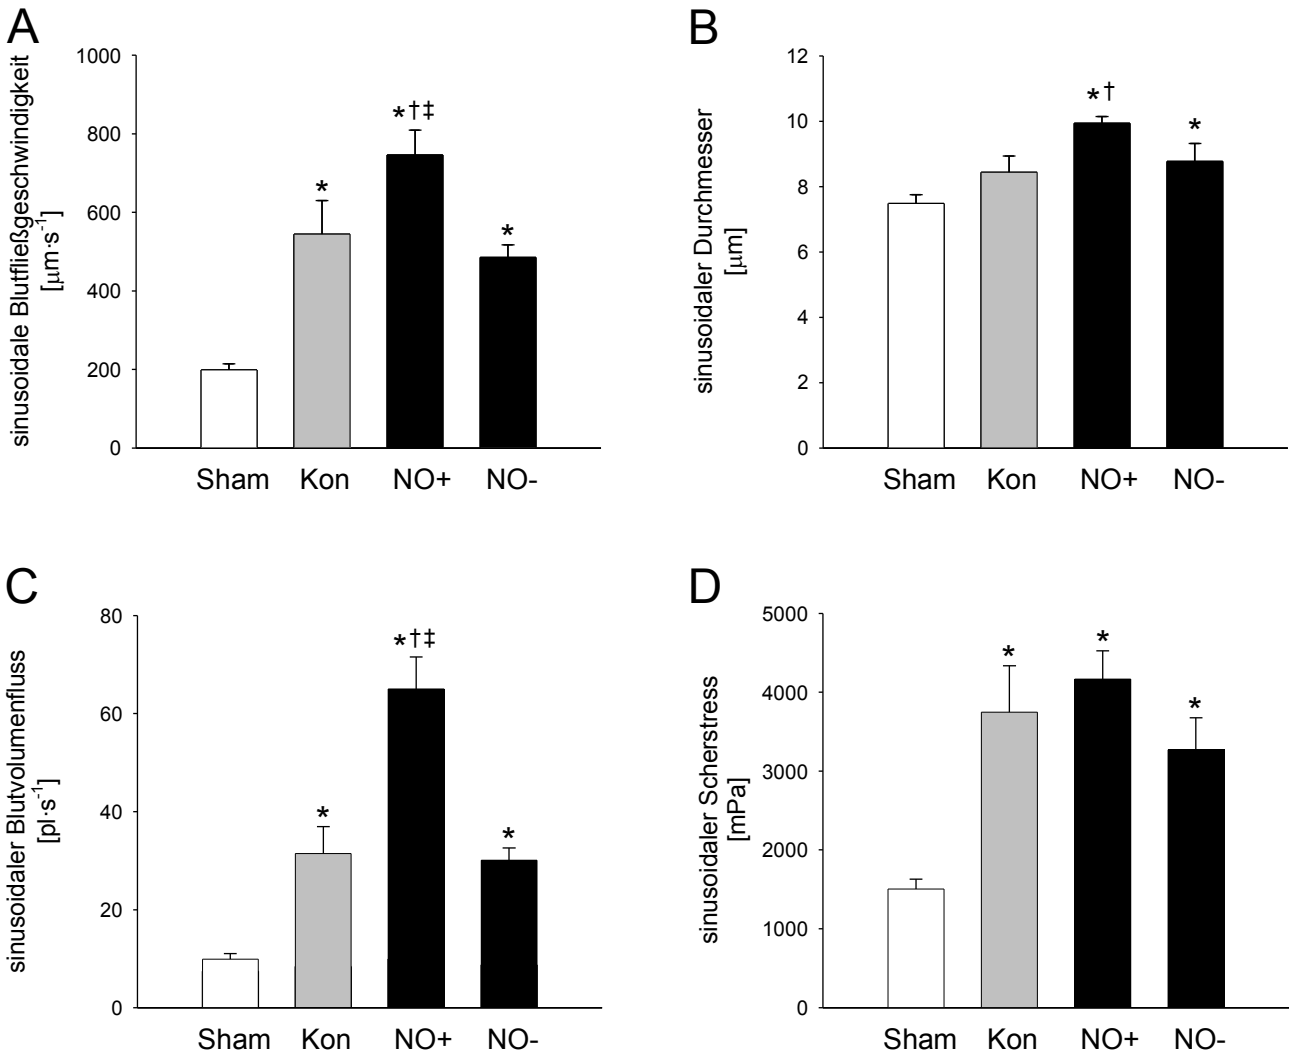 A
sinusoidale Blutfließgeschwindigkeit
[µm·s-1]
1000
800
600
400
200
0
*
*†‡
*
Sham Kon NO+ NO-
B
sinusoidaler Durchmesser
[µm]
12
10
8
6
4
2
0
*†
*
Sham Kon NO+ NO-
C
sinusoidaler Blutvolumenfluss
[pl·s-1]
80
60
40
20
0
*
*†‡
*
Sham Kon NO+ NO-
D
sinusoidaler Scherstress
[mPa]
5000
4000
3000
2000
1000
0
*
*
*
Sham Kon NO+ NO-